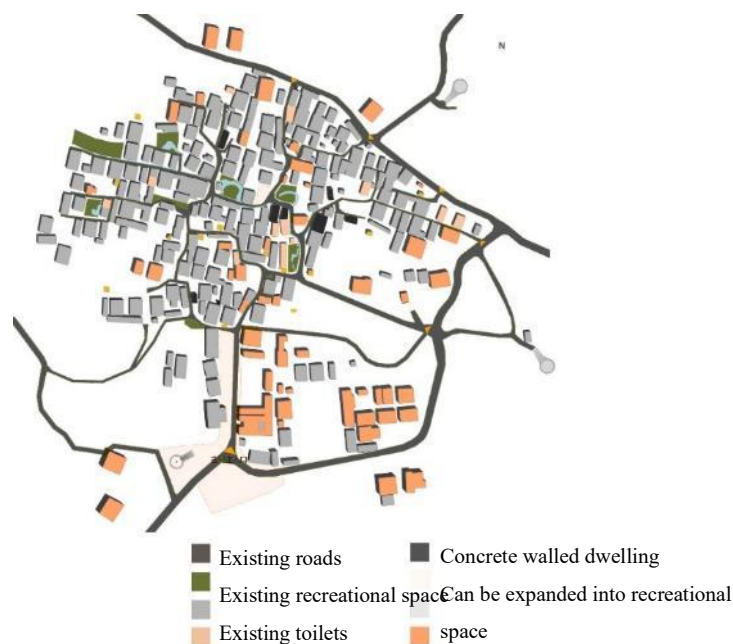 N
Existing roads
Concrete walled dwelling
Existing recreational space
Can be expanded into recreational
Existing toilets
space